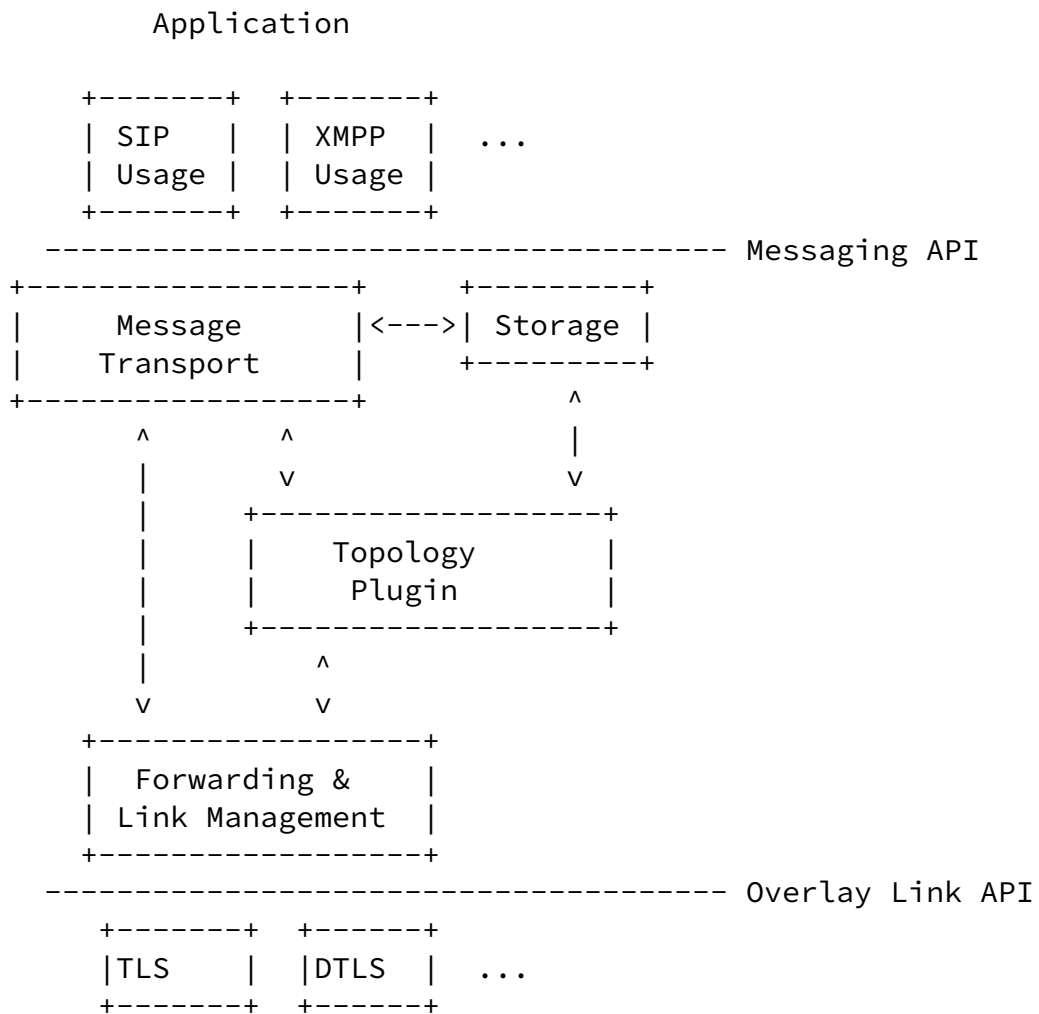 Application
SIP XMPP ...
Usage Usage
Messaging API
Message <---> Storage
Transport
Topology
Plugin
Forwarding &
Link Management
Overlay Link API
TLS DTLS ...